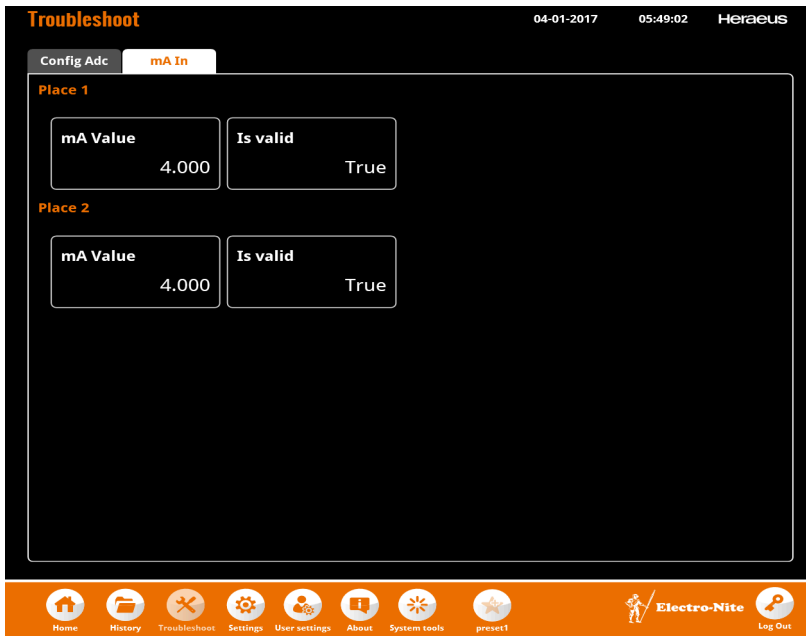 Troubleshoot 04-01-2017 05:49:02 Heraeus
Config Adc mA In
Place 1
mA Value Is valid
4.000 True
Place 2
mA Value Is valid
4.000 True
Electro-Nite
Home History Troubleshoot Settings User settings About System tools preset1 Log Out